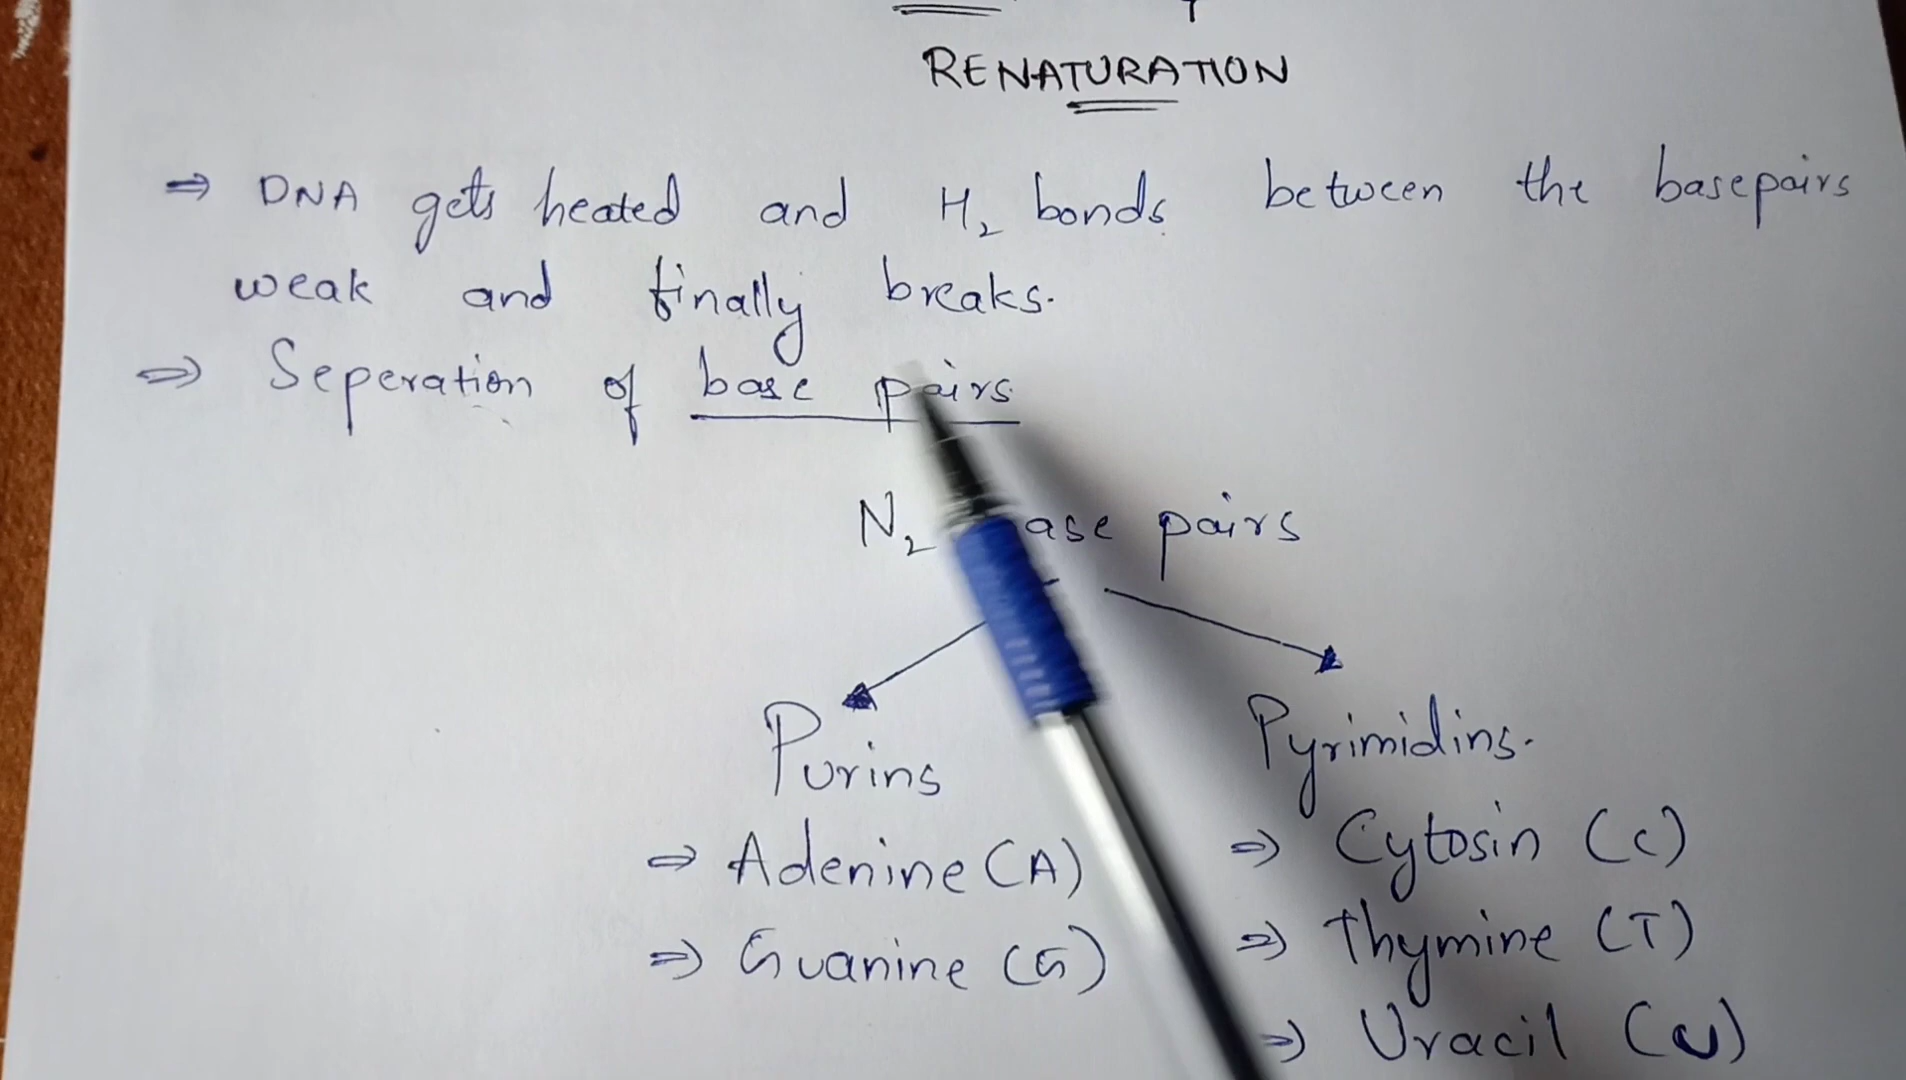 RENATURATION
⇒ DNA gets heated and H₂ bonds between the basepairs
weak and finally breaks.
⇒ Seperation of base pairs
N₂ pairs
Purins
Pyrimidins.
⇒ Adenine (A)
⇒ Cytosin (C)
⇒ Guanine (G)
⇒ Thymine (T)
⇒ Uracil (U)